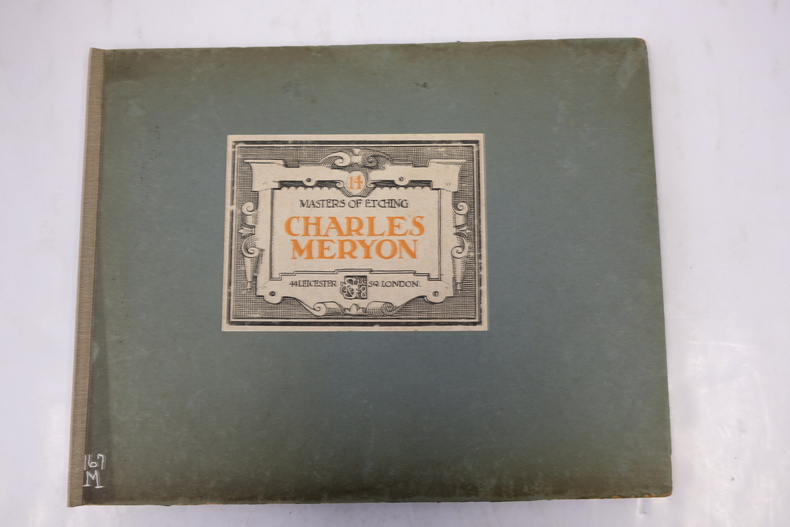 14
MASTERS OF ETCHING
CHARLES
MERYON
44 LEICESTER SQ LONDON.
167
M